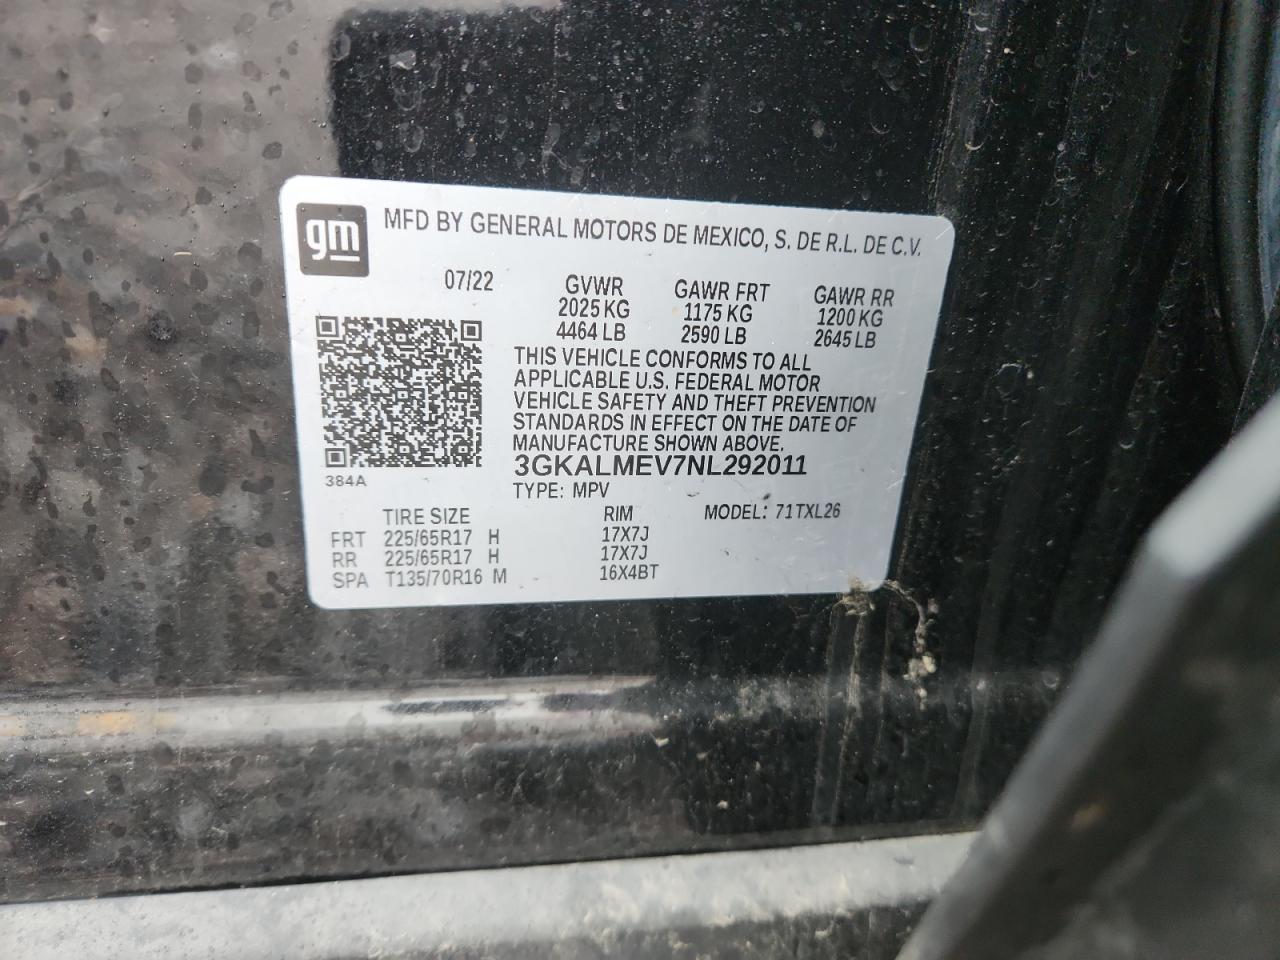 gm
MFD BY GENERAL MOTORS DE MEXICO, S. DE R.L. DE C.V.
07/22 GVWR GAWR FRT GAWR RR
2025 KG 1175 KG 1200 KG
4464 LB 2590 LB 2645 LB
THIS VEHICLE CONFORMS TO ALL
APPLICABLE U.S. FEDERAL MOTOR
VEHICLE SAFETY AND THEFT PREVENTION
STANDARDS IN EFFECT ON THE DATE OF
MANUFACTURE SHOWN ABOVE.
3GKALMEV7NL292011
384A
TYPE: MPV
TIRE SIZE RIM MODEL: 71TXL26
FRT 225/65R17 H 17X7J
RR 225/65R17 H 17X7J
SPA T135/70R16 M 16X4BT